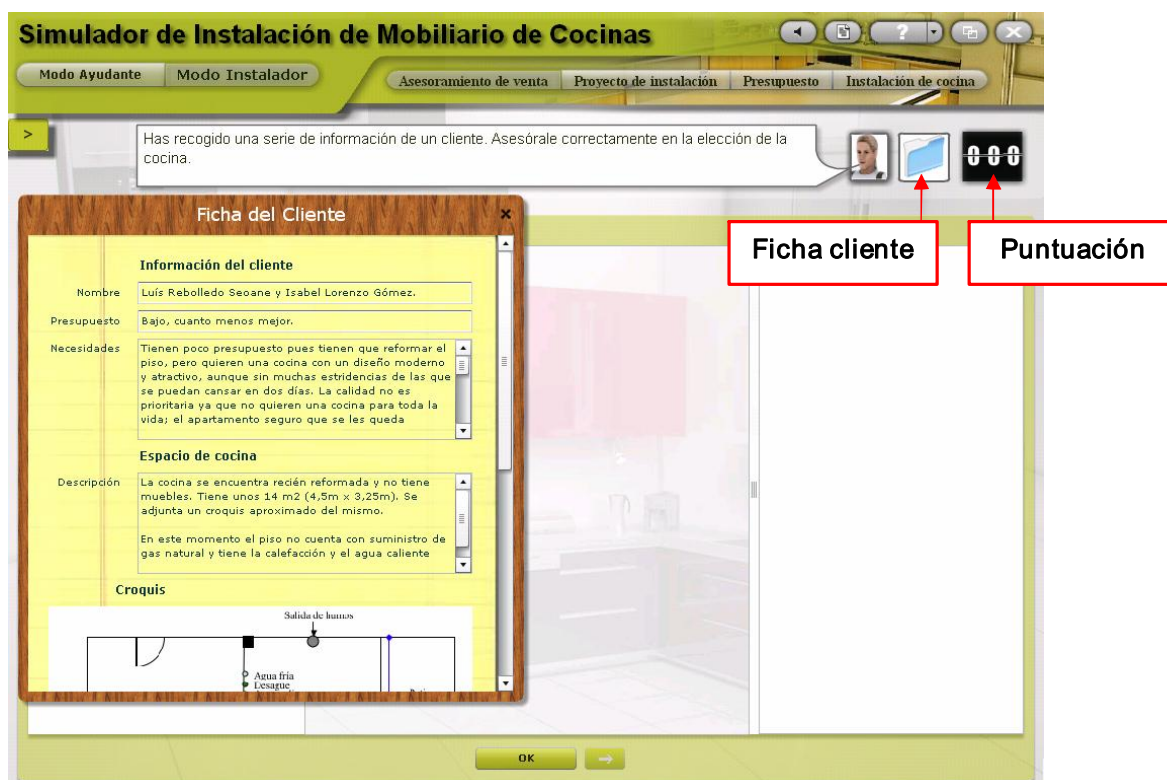 Simulador de Instalación de Mobiliario de Cocinas
?
Modo Ayudante Modo Instalador
Asesoramiento de venta Proyecto de instalación Presupuesto Instalación de cocina
>
Has recogido una serie de información de un cliente. Asesórale correctamente en la elección de la
cocina.
000
Ficha cliente
Puntuación
Ficha del Cliente
Información del cliente
Nombre Luís Rebolledo Seoane y Isabel Lorenzo Gómez.
Presupuesto Bajo, cuanto menos mejor.
Necesidades Tienen poco presupuesto pues tienen que reformar el
piso, pero quieren una cocina con un diseño moderno
y atractivo, aunque sin muchas estridencias de las que
se puedan cansar en dos días. La calidad no es
prioritaria ya que no quieren una cocina para toda la
vida; el apartamento seguro que se les queda
Espacio de cocina
Descripción La cocina se encuentra recién reformada y no tiene
muebles. Tiene unos 14 m2 (4,5m x 3,25m). Se
adjunta un croquis aproximado del mismo.
En este momento el piso no cuenta con suministro de
gas natural y tiene la calefacción y el agua caliente
Croquis
Salida de humos
Agua fría
Desague
OK